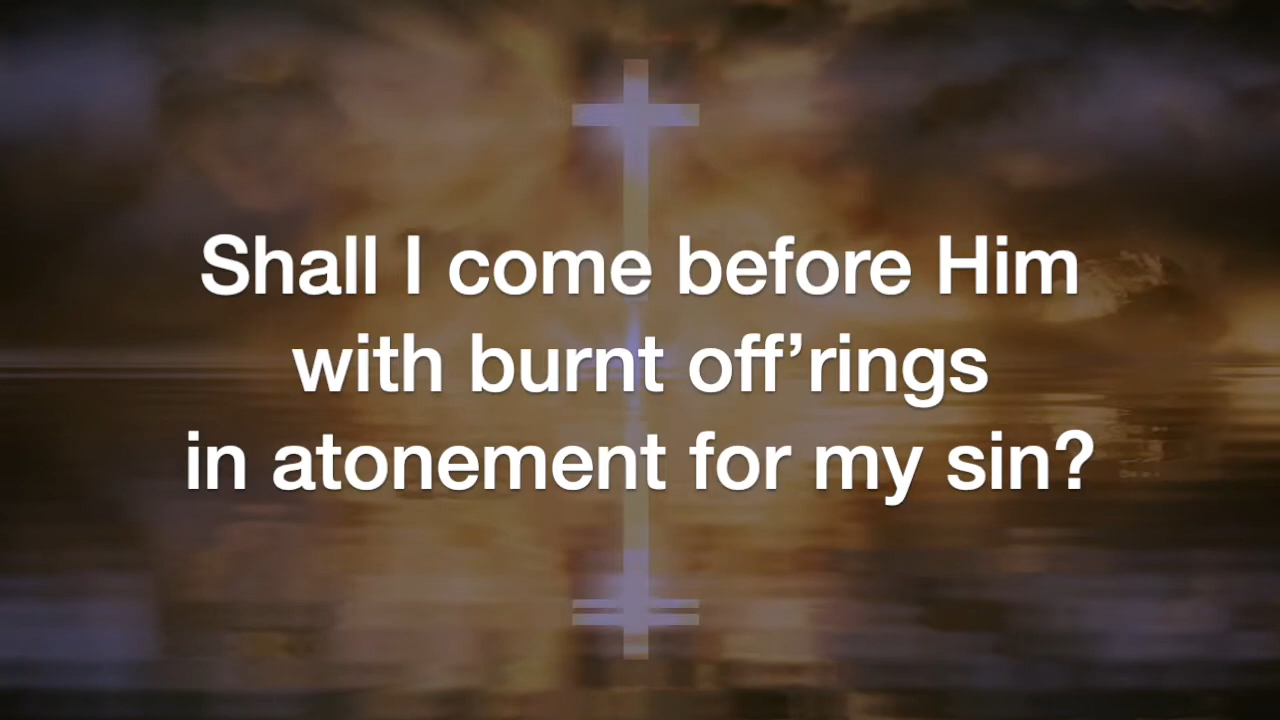 Shall I come before Him
with burnt off’rings
in atonement for my sin?